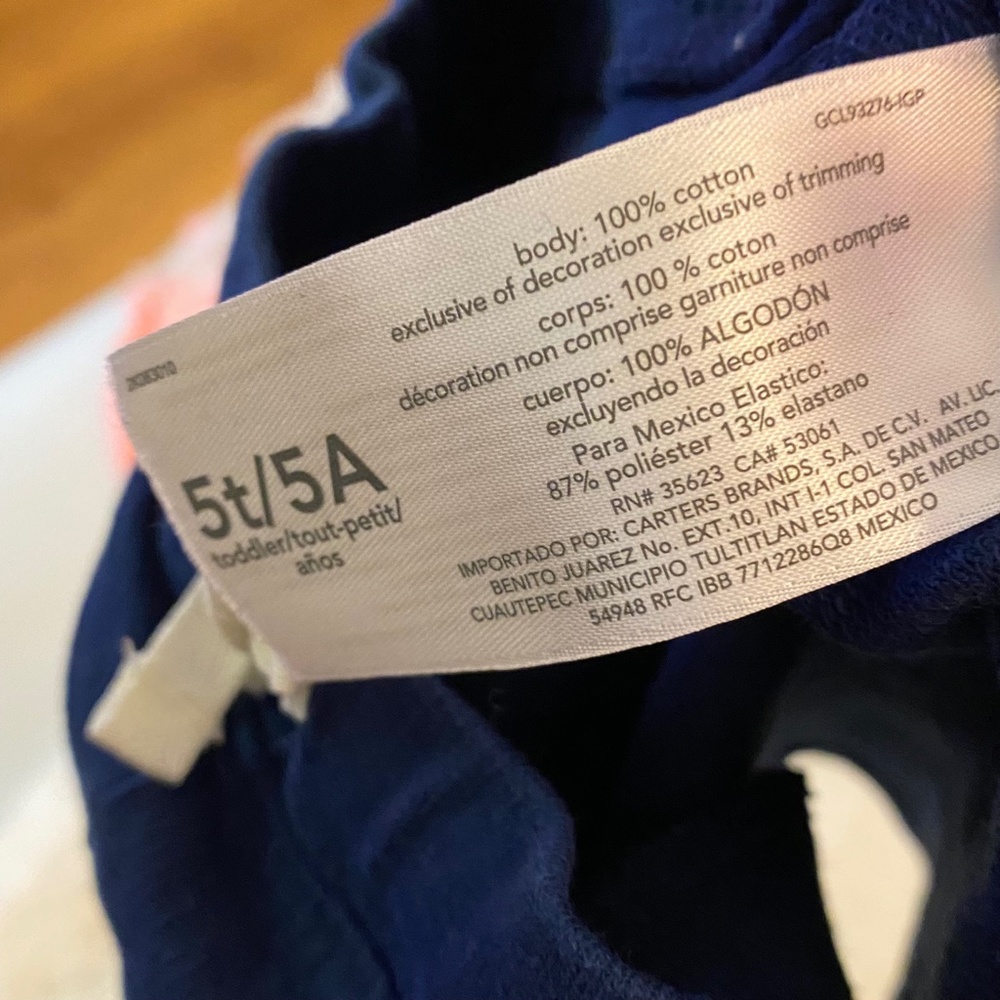 GCL93276-IGP
body: 100% cotton
exclusive of decoration exclusive of trimming
corps: 100 % coton
décoration non comprise garniture non comprise
cuerpo: 100% ALGODÓN
excluyendo la decoración
Para Mexico Elastico:
87% poliéster 13% elastano
RN# 35623 CA# 53061
IMPORTADO POR: CARTERS BRANDS, S.A. DE C.V. AV. LIC.
BENITO JUAREZ No. EXT.10, INT I-1 COL. SAN MATEO
CUAUTEPEC MUNICIPIO TULTITLAN ESTADO DE MEXICO
54948 RFC IBB 7712286Q8 MEXICO
5t/5A
toddler/tout-petit/
años